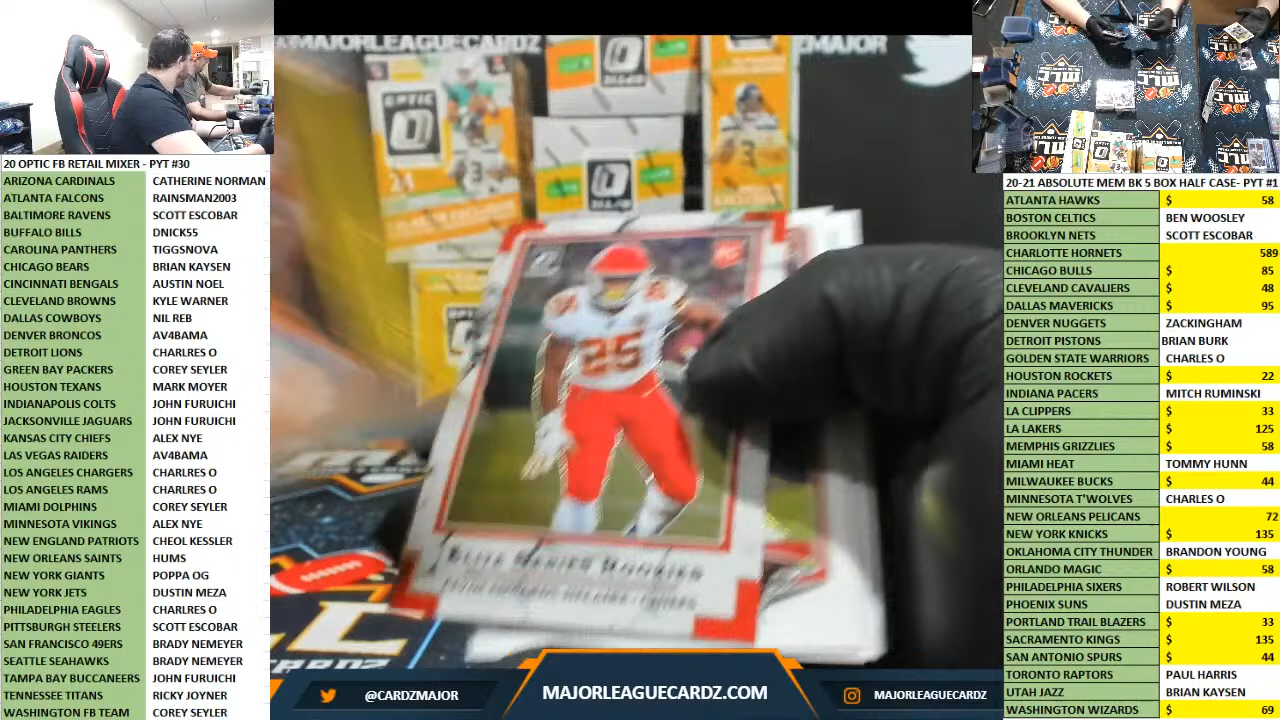 @MAJORLEAGUECARDZ
MAJOR
OPTIC
24
OPTIC
OPTIC
3
3
RC
25
ELITE SERIES ROOKIES
20 OPTIC FB RETAIL MIXER - PYT #30
ARIZONA CARDINALS CATHERINE NORMAN
ATLANTA FALCONS RAINSMAN2003
BALTIMORE RAVENS SCOTT ESCOBAR
BUFFALO BILLS DNICK55
CAROLINA PANTHERS TIGGSNOVA
CHICAGO BEARS BRIAN KAYSEN
CINCINNATI BENGALS AUSTIN NOEL
CLEVELAND BROWNS KYLE WARNER
DALLAS COWBOYS NIL REB
DENVER BRONCOS AV4BAMA
DETROIT LIONS CHARLRES O
GREEN BAY PACKERS COREY SEYLER
HOUSTON TEXANS MARK MOYER
INDIANAPOLIS COLTS JOHN FURUICHI
JACKSONVILLE JAGUARS JOHN FURUICHI
KANSAS CITY CHIEFS ALEX NYE
LAS VEGAS RAIDERS AV4BAMA
LOS ANGELES CHARGERS CHARLRES O
LOS ANGELES RAMS CHARLRES O
MIAMI DOLPHINS COREY SEYLER
MINNESOTA VIKINGS ALEX NYE
NEW ENGLAND PATRIOTS CHEOL KESSLER
NEW ORLEANS SAINTS HUMS
NEW YORK GIANTS POPPA OG
NEW YORK JETS DUSTIN MEZA
PHILADELPHIA EAGLES CHARLRES O
PITTSBURGH STEELERS SCOTT ESCOBAR
SAN FRANCISCO 49ERS BRADY NEMEYER
SEATTLE SEAHAWKS BRADY NEMEYER
TAMPA BAY BUCCANEERS JOHN FURUICHI
TENNESSEE TITANS RICKY JOYNER
WASHINGTON FB TEAM COREY SEYLER
20-21 ABSOLUTE MEM BK 5 BOX HALF CASE- PYT #1
ATLANTA HAWKS $ 58
BOSTON CELTICS BEN WOOSLEY
BROOKLYN NETS SCOTT ESCOBAR
CHARLOTTE HORNETS 589
CHICAGO BULLS $ 85
CLEVELAND CAVALIERS $ 48
DALLAS MAVERICKS $ 95
DENVER NUGGETS ZACKINGHAM
DETROIT PISTONS BRIAN BURK
GOLDEN STATE WARRIORS CHARLES O
HOUSTON ROCKETS $ 22
INDIANA PACERS MITCH RUMINSKI
LA CLIPPERS $ 33
LA LAKERS $ 125
MEMPHIS GRIZZLIES $ 58
MIAMI HEAT TOMMY HUNN
MILWAUKEE BUCKS $ 44
MINNESOTA T'WOLVES CHARLES O
NEW ORLEANS PELICANS 72
NEW YORK KNICKS $ 135
OKLAHOMA CITY THUNDER BRANDON YOUNG
ORLANDO MAGIC $ 58
PHILADELPHIA SIXERS ROBERT WILSON
PHOENIX SUNS DUSTIN MEZA
PORTLAND TRAIL BLAZERS $ 33
SACRAMENTO KINGS $ 135
SAN ANTONIO SPURS $ 44
TORONTO RAPTORS PAUL HARRIS
UTAH JAZZ BRIAN KAYSEN
WASHINGTON WIZARDS $ 69
@CARDZMAJOR
MAJORLEAGUECARDZ.COM
MAJORLEAGUECARDZ